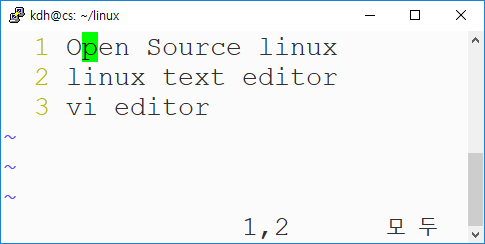 kdh@cs: ~/linux
1 Open Source linux
2 linux text editor
3 vi editor
~
~
~
1,2 모두